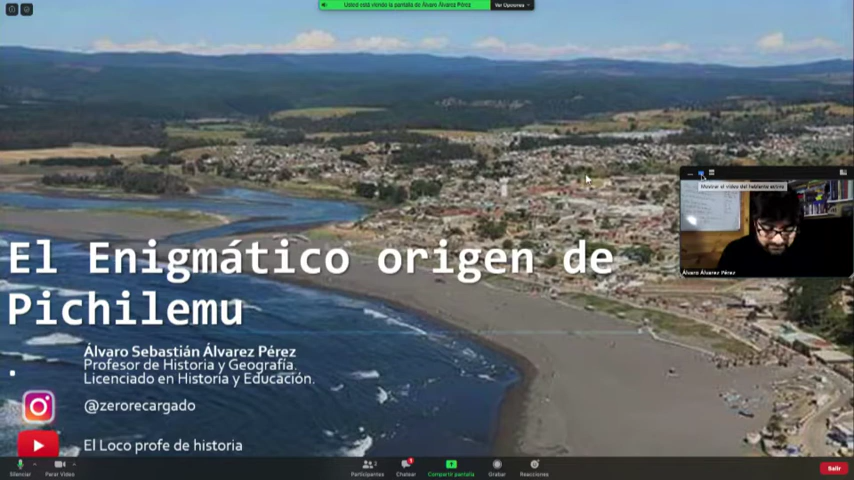 Usted está viendo la pantalla de Álvaro Álvarez Pérez
Ver Opciones
Mostrar el video del hablante activo
Álvaro Álvarez Pérez
El Enigmático origen de
Pichilemu
Álvaro Sebastián Álvarez Pérez
Profesor de Historia y Geografía.
Licenciado en Historia y Educación.
@zerorecargado
El Loco profe de historia
Silenciar
Parar Video
Participantes
Chatear
Compartir pantalla
Grabar
Reacciones
Salir